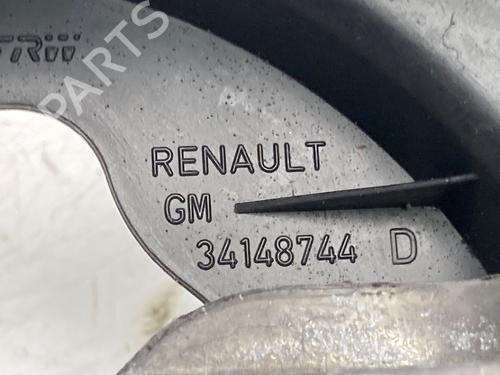 TRW
B PARTS
RENAULT
GM
34148744 D